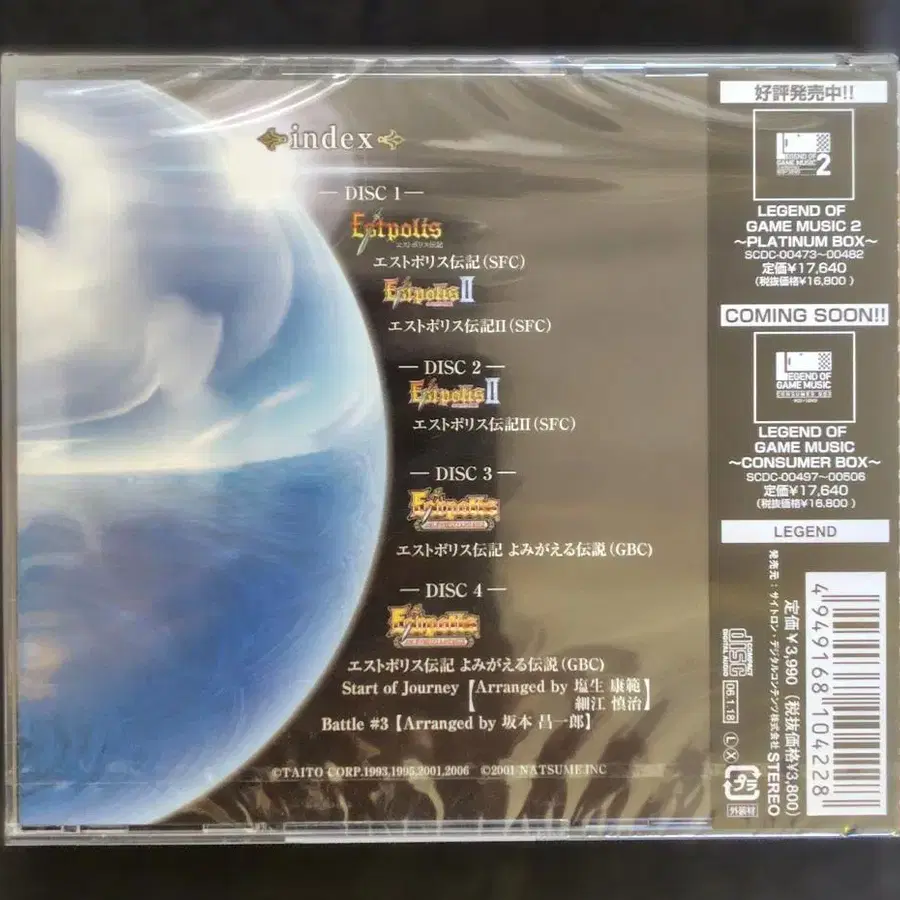 index
— DISC 1 —
Estpolis
エストポリス伝記
エストポリス伝記(SFC)
Estpolis II
エストポリス伝記II(SFC)
— DISC 2 —
Estpolis II
エストポリス伝記II(SFC)
— DISC 3 —
Estpolis
エストポリス伝記 よみがえる伝説(GBC)
— DISC 4 —
Estpolis
エストポリス伝記 よみがえる伝説(GBC)
Start of Journey【Arranged by 塩生 康範
細江 慎治】
Battle #3【Arranged by 坂本 昌一郎】
©TAITO CORP.1993,1995,2001,2006 ©2001 NATSUME.INC
好評発売中!!
LEGEND OF
GAME MUSIC 2
LEGEND OF
GAME MUSIC 2
～PLATINUM BOX～
SCDC-00473～00482
定価¥17,640
(税抜価格¥16,800)
COMING SOON!!
LEGEND OF
GAME MUSIC
CONSUMER BOX
LEGEND OF
GAME MUSIC
～CONSUMER BOX～
SCDC-00497～00506
定価¥17,640
(税抜価格¥16,800)
LEGEND
4949168104228
定価¥3,990 (税抜価格¥3,800)
発売元：サイトロン・デジタルコンテンツ株式会社 STEREO
COMPACT
disc
DIGITAL AUDIO
06.1.18
L X
プラ
外装材